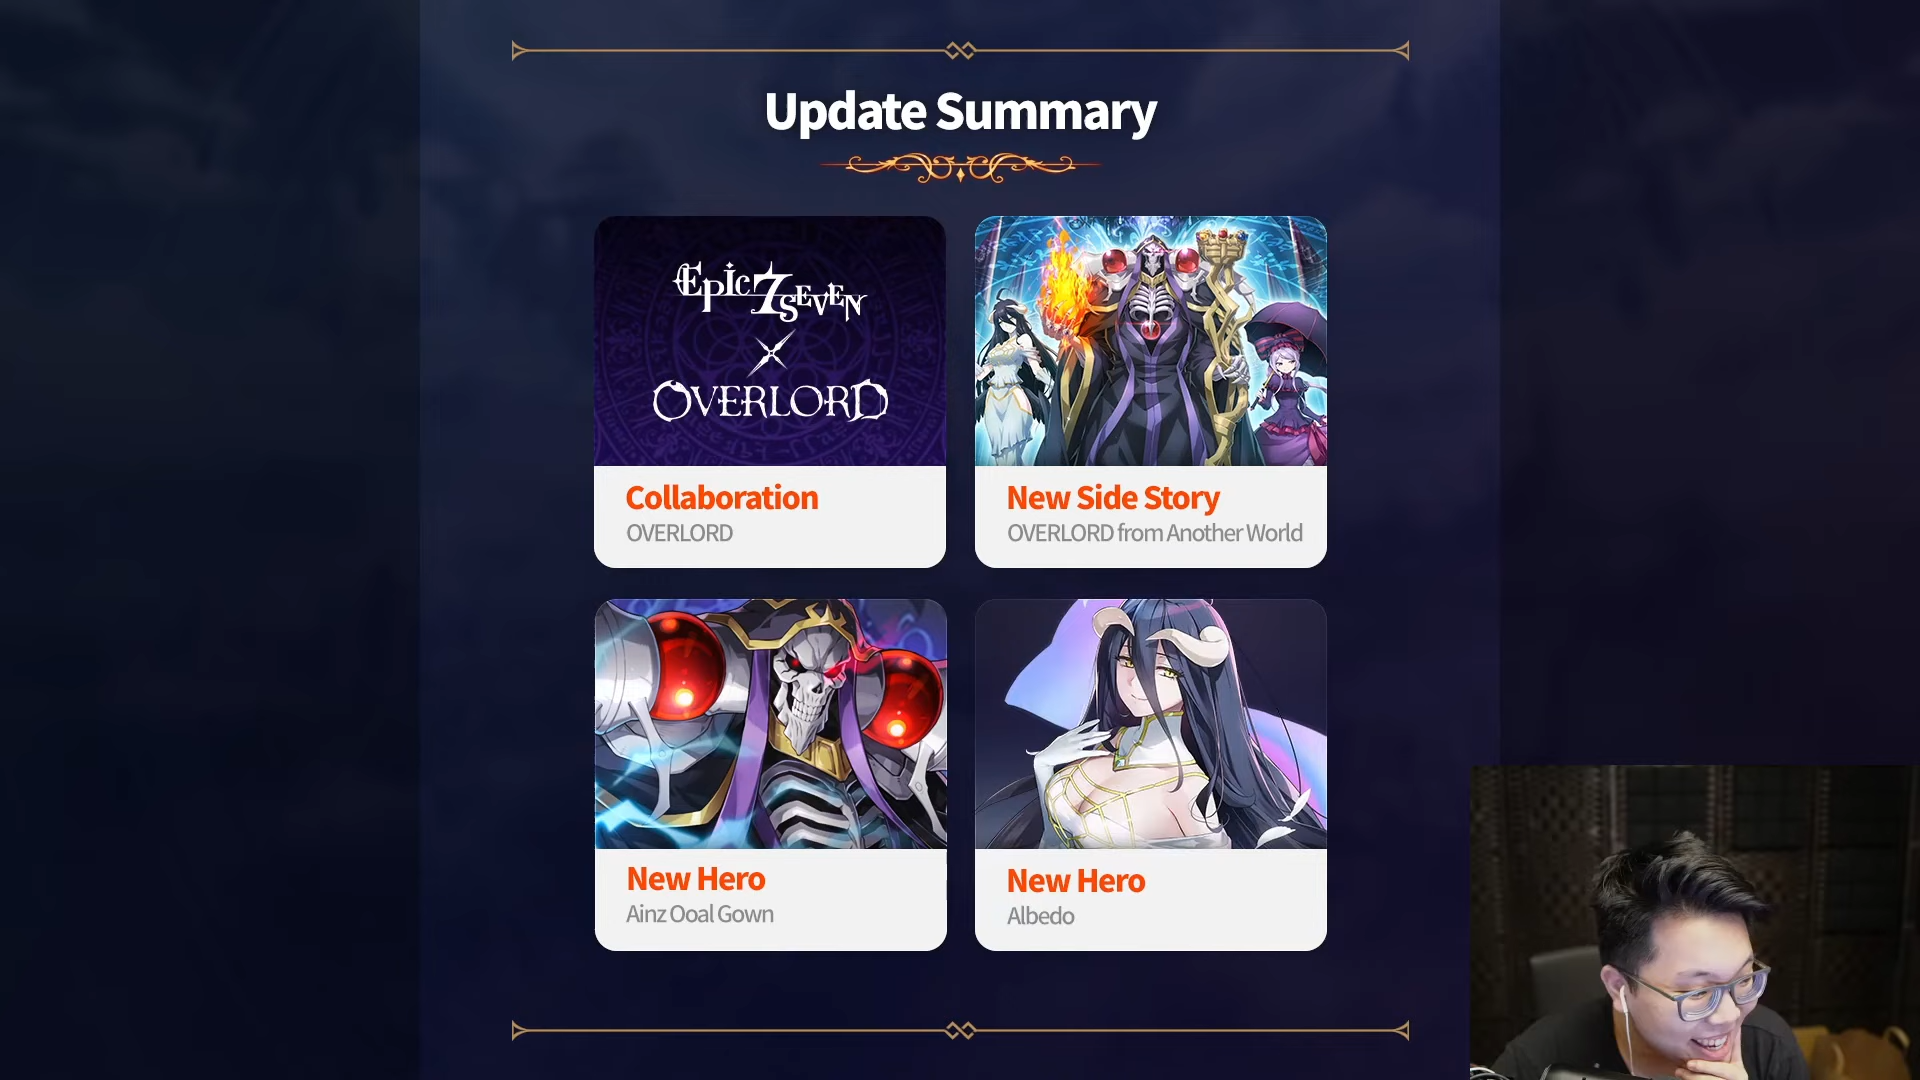 Update Summary
Epic7Seven
OVERLORD
Collaboration
OVERLORD
New Side Story
OVERLORD from Another World
New Hero
Ainz Ooal Gown
New Hero
Albedo